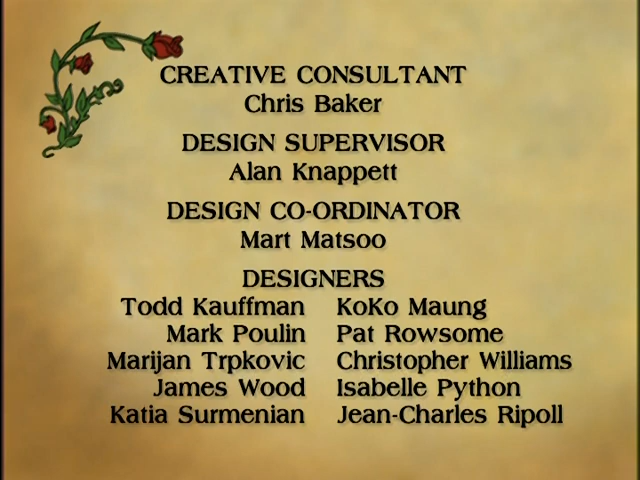 CREATIVE CONSULTANT
Chris Baker
DESIGN SUPERVISOR
Alan Knappett
DESIGN CO-ORDINATOR
Mart Matsoo
DESIGNERS
Todd Kauffman KoKo Maung
Mark Poulin Pat Rowsome
Marijan Trpkovic Christopher Williams
James Wood Isabelle Python
Katia Surmenian Jean-Charles Ripoll